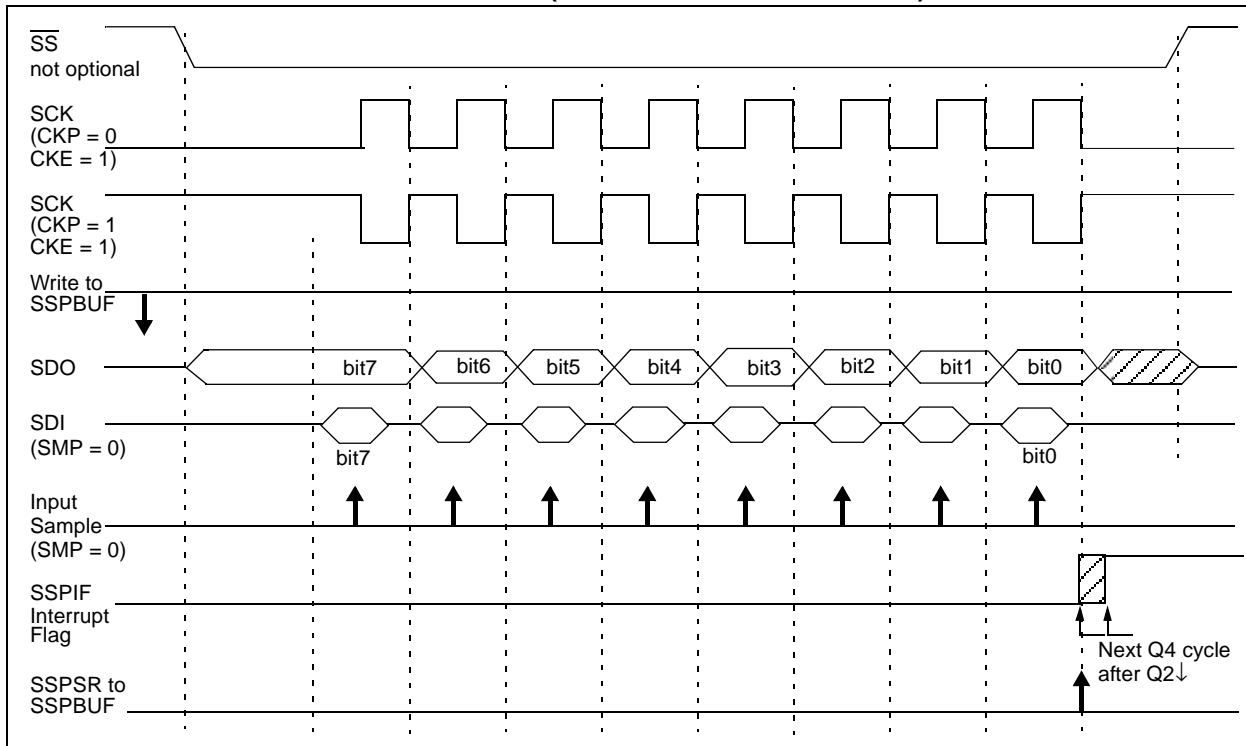 SS
not optional
SCK
(CKP = 0
CKE = 1)
SCK
(CKP = 1
CKE = 1)
Write to
SSPBUF
SDO
bit7 bit6 bit5 bit4 bit3 bit2 bit1 bit0
SDI
(SMP = 0)
bit7 bit0
Input
Sample
(SMP = 0)
SSPIF
Interrupt
Flag
Next Q4 cycle
after Q2↓
SSPSR to
SSPBUF